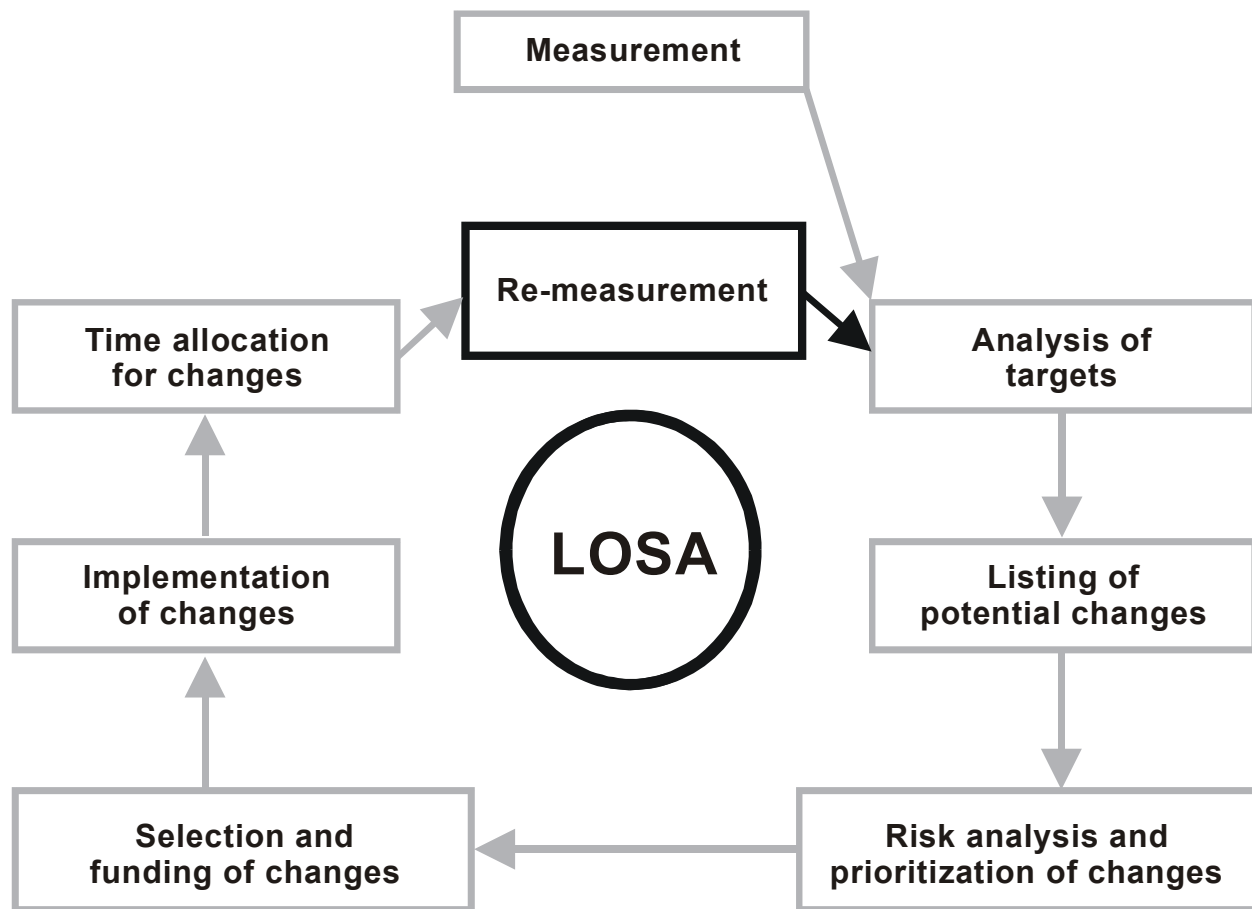 Measurement
Re-measurement
Time allocation
for changes
Analysis of
targets
LOSA
Implementation
of changes
Listing of
potential changes
Selection and
funding of changes
Risk analysis and
prioritization of changes